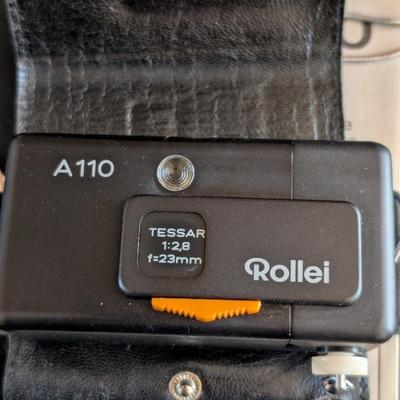 A110
TESSAR
1:2,8
f=23mm
Rollei